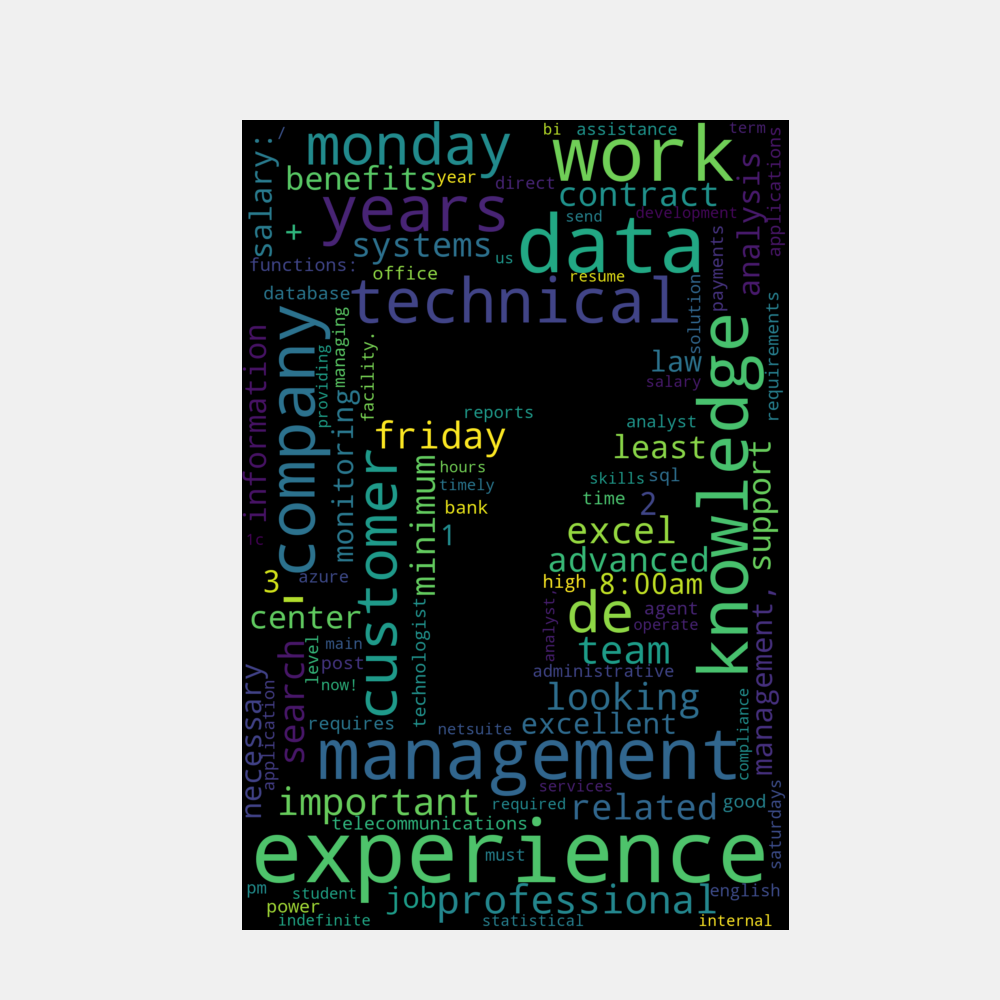 bi assistance term
/
monday
work
salary:
benefits year
direct
contract
analysis
applications
years
send
development
+
systems
data
payments
us
functions:
office
resume
database
technical
solution
requirements
company
managing
information
providing
facility.
law
salary
knowledge
monitoring
reports
analyst
friday
least
customer
minimum
hours
timely
skills sql
support
bank
time 2
1
excel
1c
advanced
3 azure
high 8:00am
_
center
de
agent
analyst,
operate
management,
technologist
team
level
main
search
post
administrative
necessary
application
now!
looking
compliance
requires
netsuite excellent
management
services
important
required related good
saturdays
telecommunications
experience
must
pm student
job professional english
power
indefinite
statistical
internal